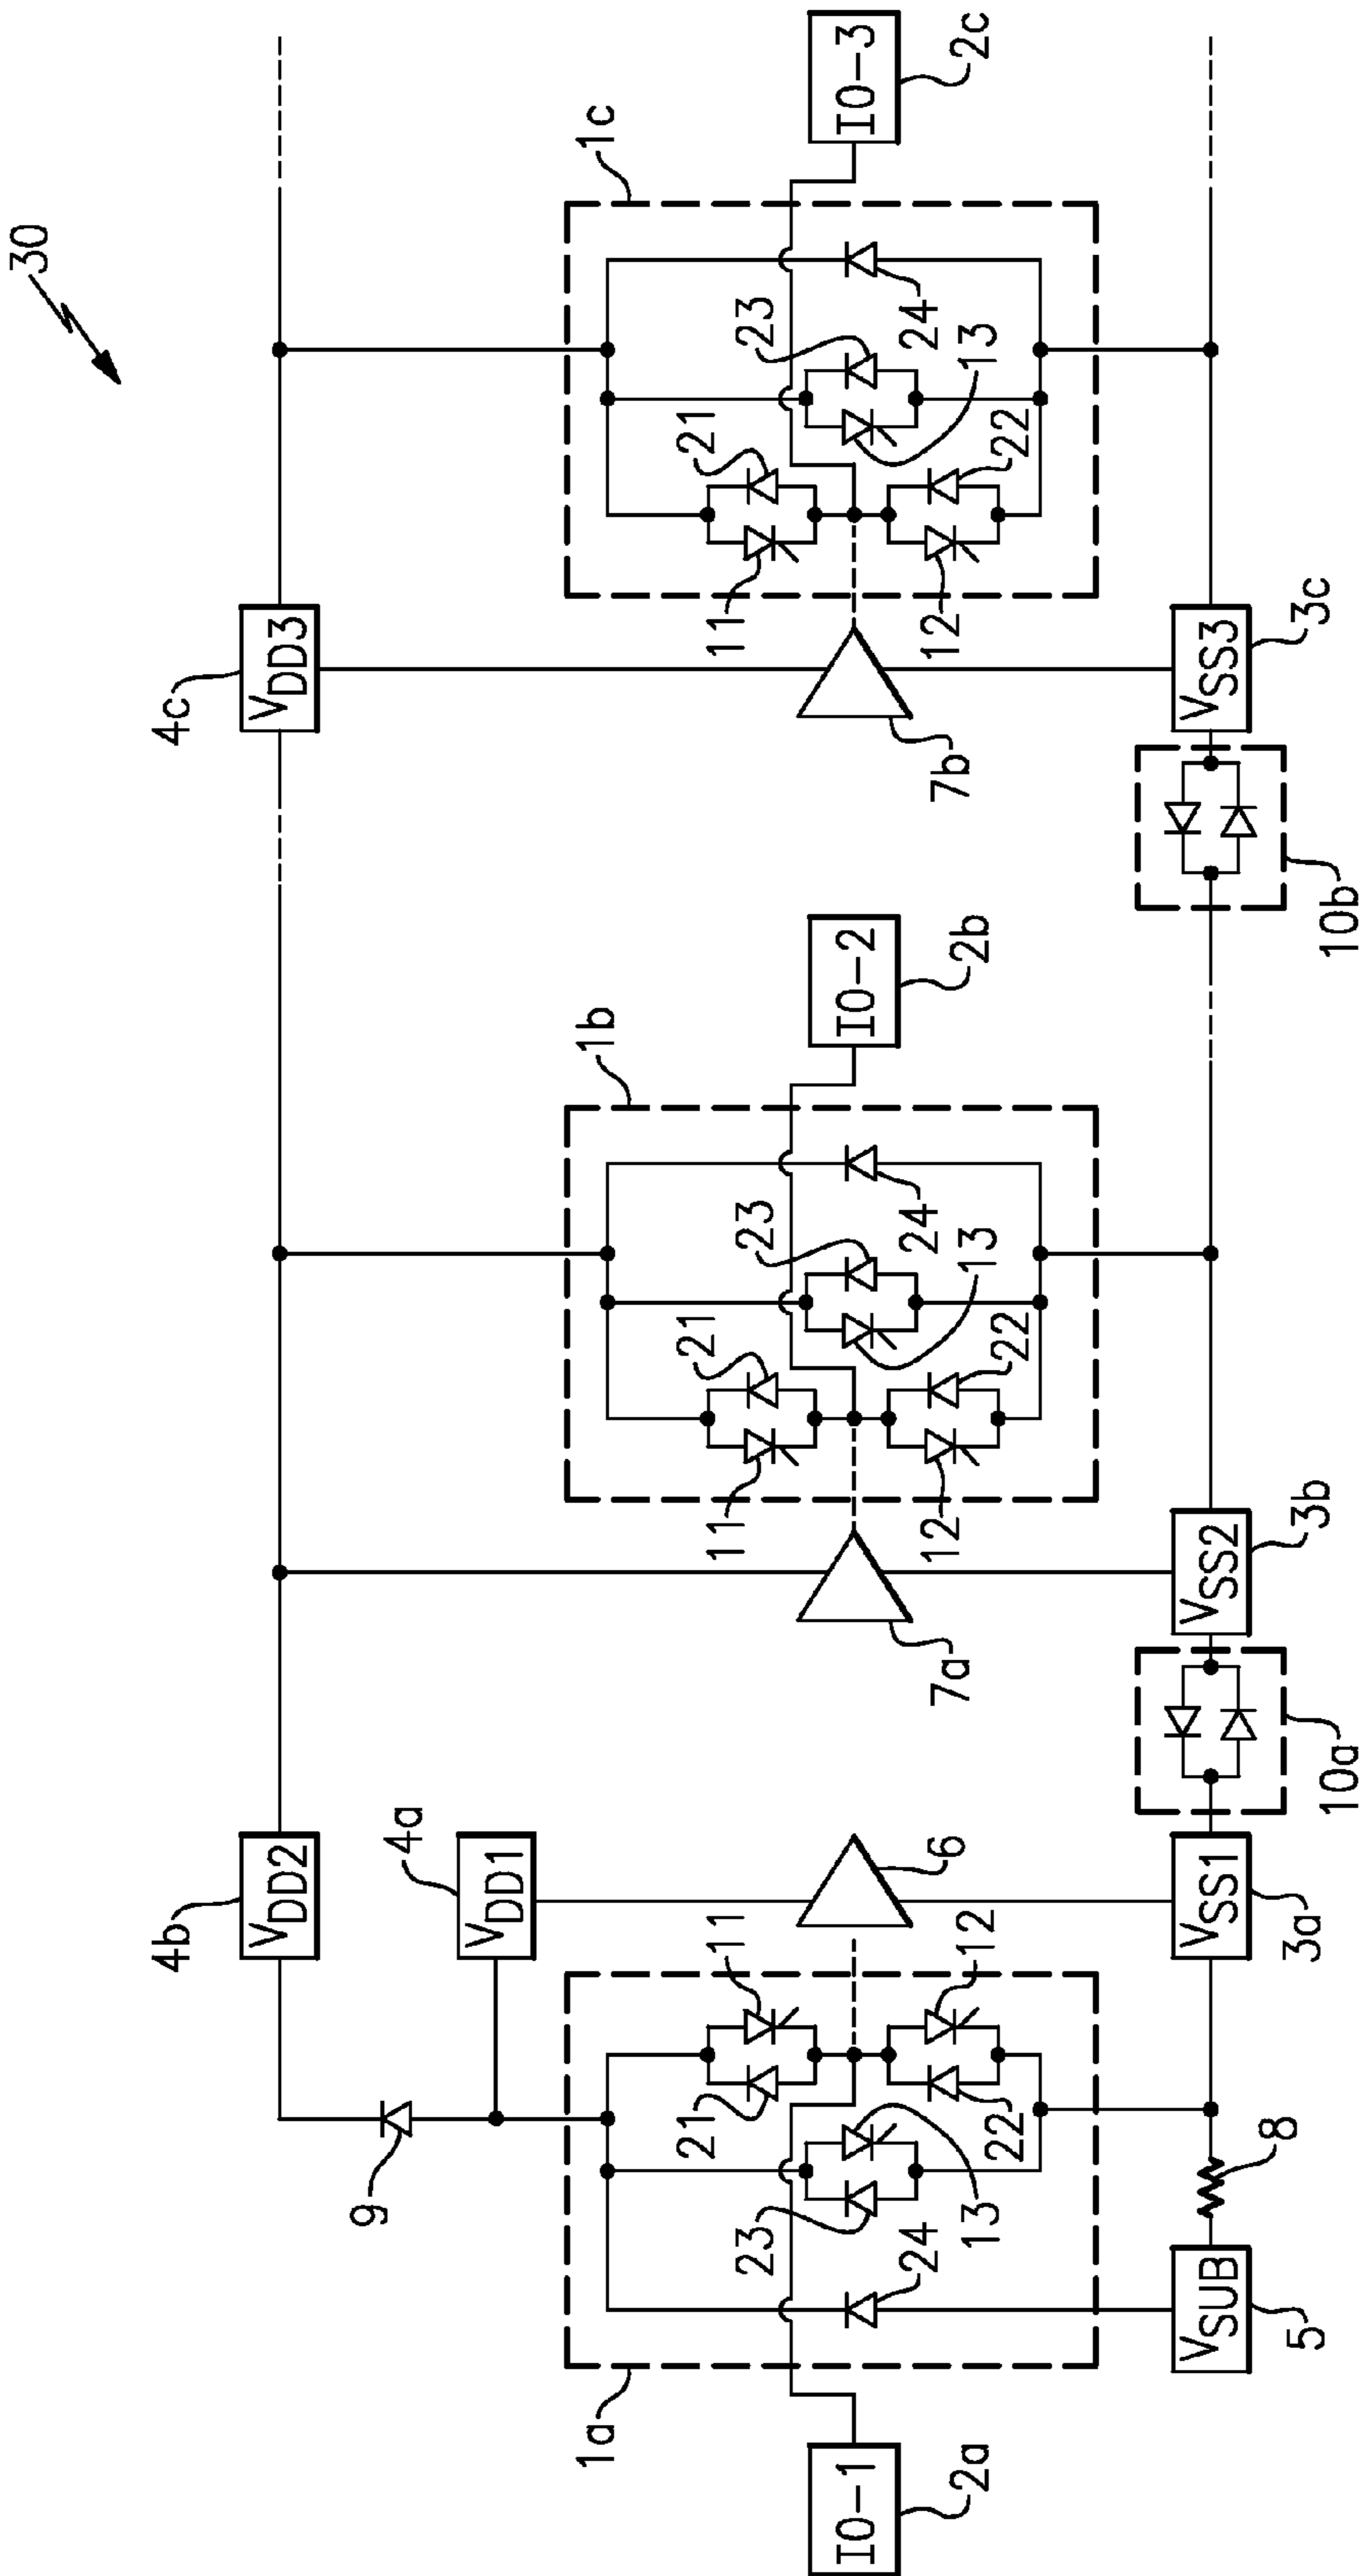 30
4b
VDD2
4c
VDD3
9
4a
VDD1
1a
1b
1c
21
11
23
13
24
22
12
6
IO-1
2a
11
21
23
13
24
12
22
7a
IO-2
2b
11
21
23
13
24
12
22
7b
IO-3
2c
VSUB
5
8
VSS1
3a
10a
VSS2
3b
10b
VSS3
3c